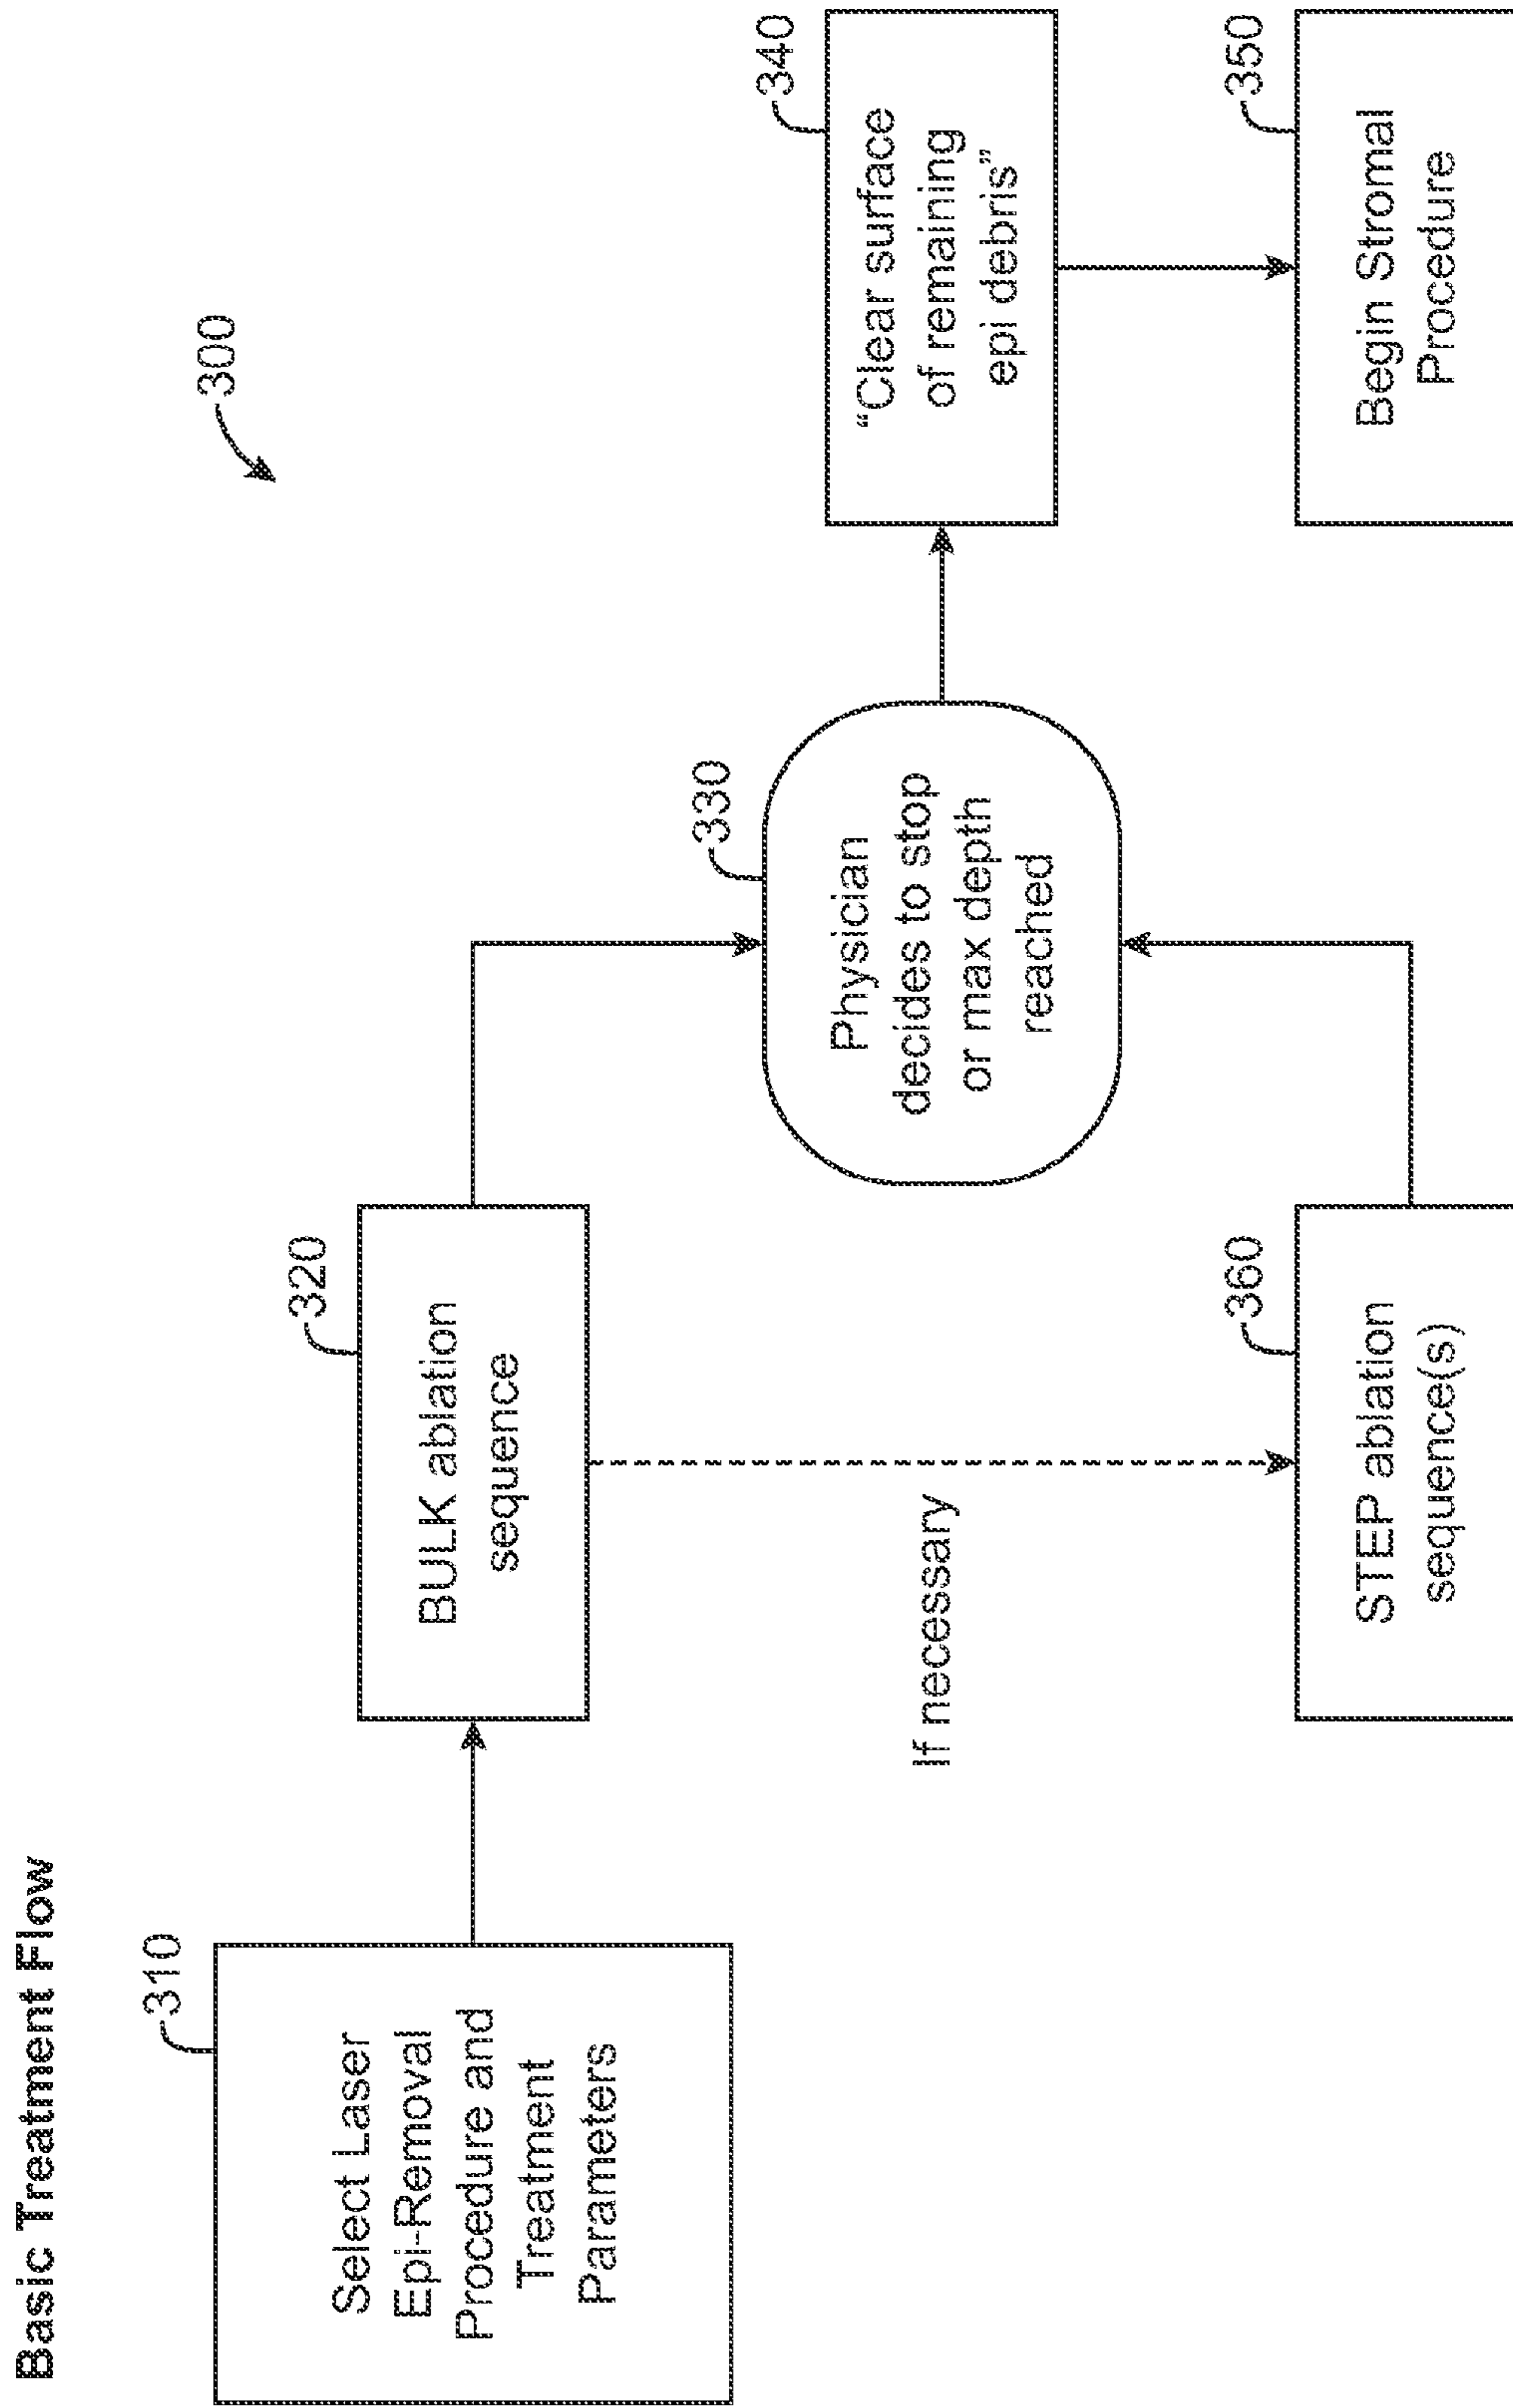 Basic Treatment Flow
300
310
Select Laser
Epi-Removal
Procedure and
Treatment
Parameters
320
BULK ablation
sequence
If necessary
360
STEP ablation
sequence(s)
330
Physician
decides to stop
or max depth
reached
340
“Clear surface
of remaining
epi debris”
350
Begin Stromal
Procedure